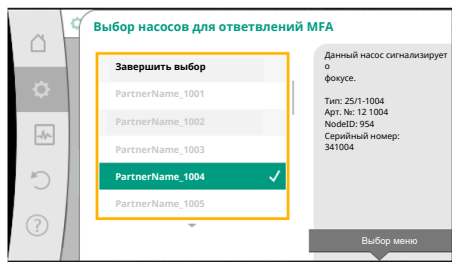 Выбор насосов для ответвлений MFA
Завершить выбор
PartnerName_1001
PartnerName_1002
PartnerName_1003
PartnerName_1004
PartnerName_1005
Данный насос сигнализирует
о
фокусе.
Тип: 25/1-1004
Арт. №: 12 1004
NodeID: 954
Серийный номер:
341004
Выбор меню